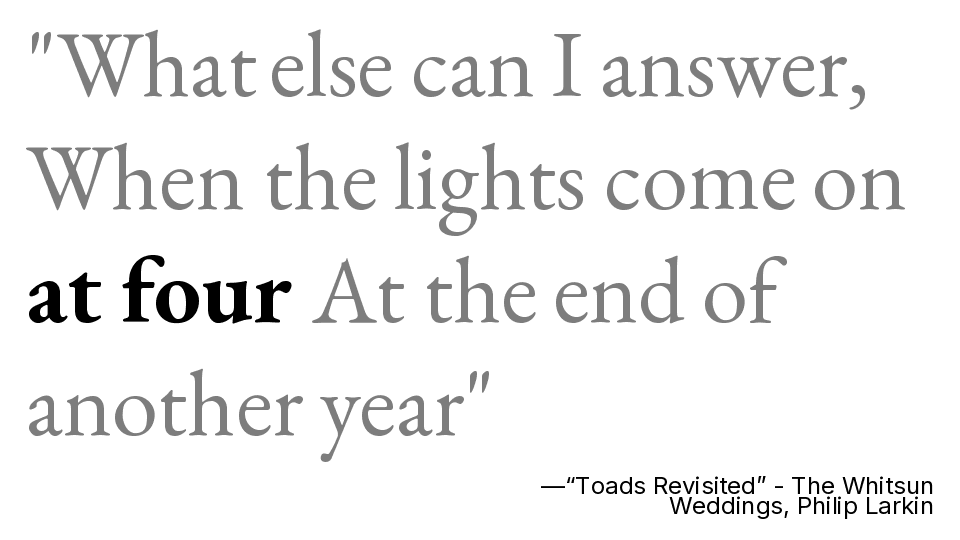 "What else can I answer,
When the lights come on
at four At the end of
another year"
—“Toads Revisited” - The Whitsun
Weddings, Philip Larkin